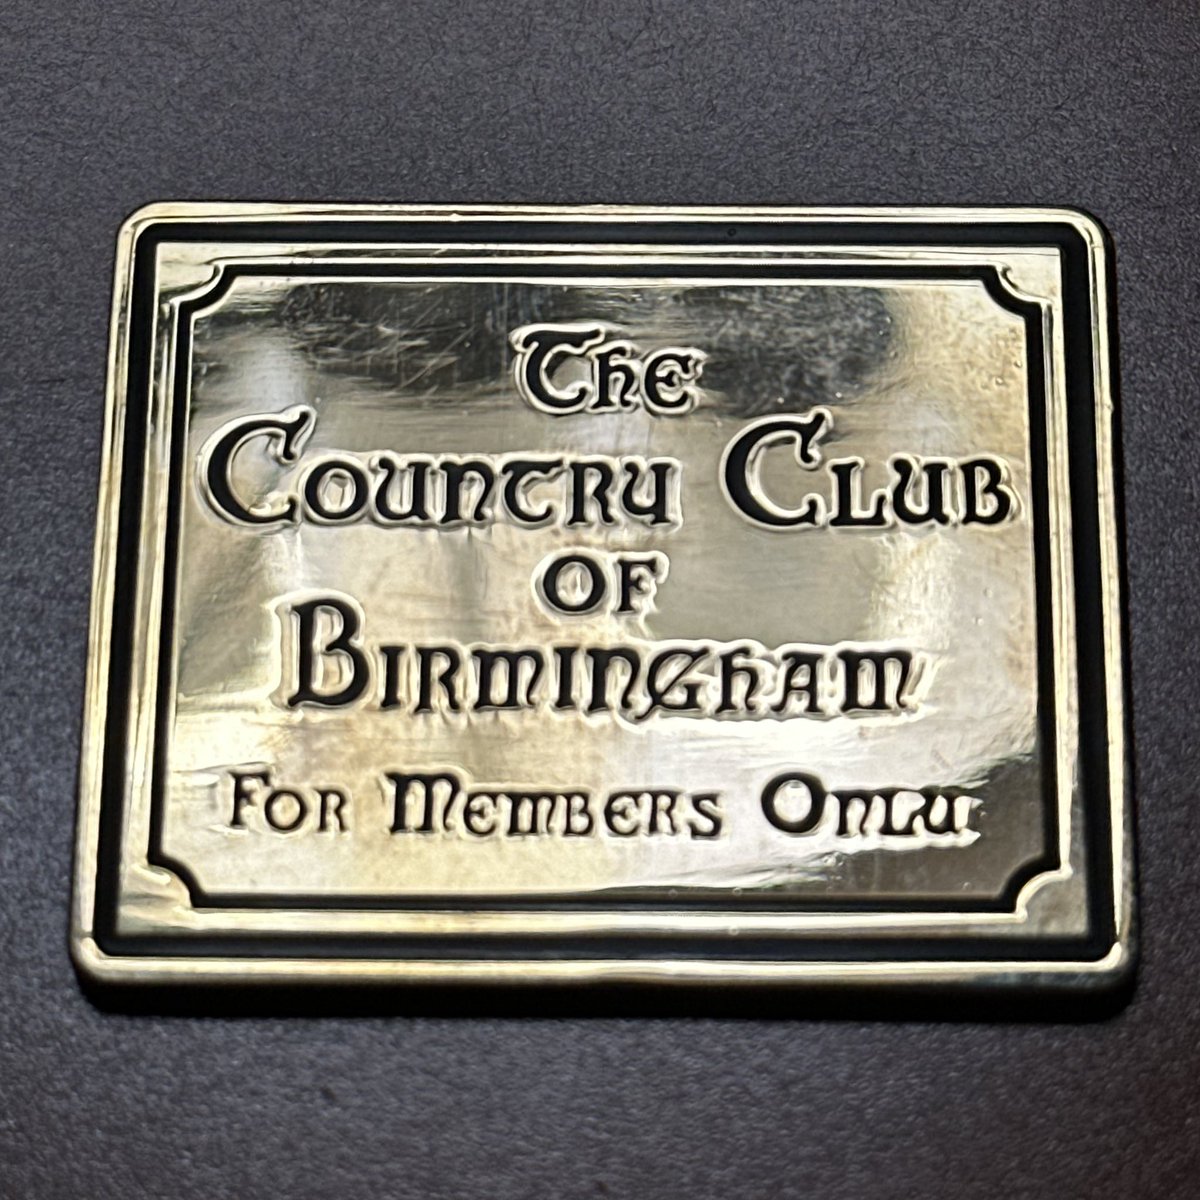 The
Country Club
of
Birmingham
For Members Only